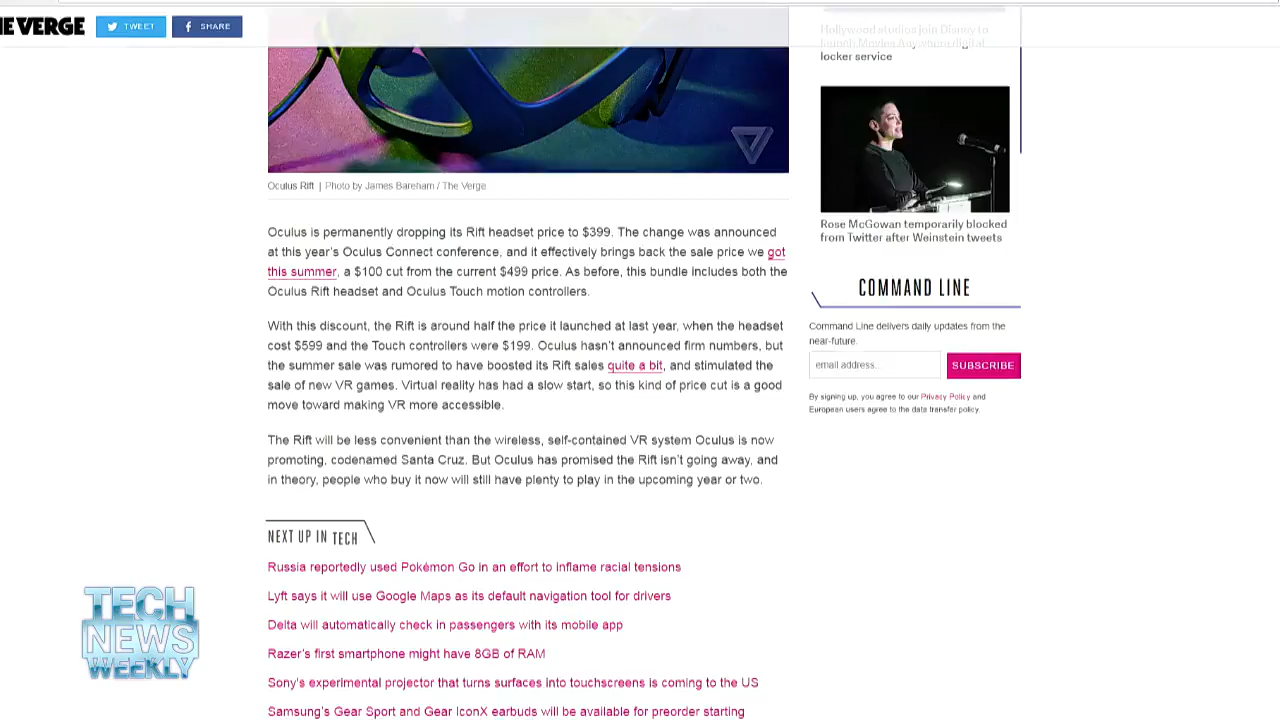 THE VERGE
TWEET
SHARE
Oculus Rift | Photo by James Bareham / The Verge
Oculus is permanently dropping its Rift headset price to $399. The change was announced
at this year's Oculus Connect conference, and it effectively brings back the sale price we got
this summer, a $100 cut from the current $499 price. As before, this bundle includes both the
Oculus Rift headset and Oculus Touch motion controllers.
With this discount, the Rift is around half the price it launched at last year, when the headset
cost $599 and the Touch controllers were $199. Oculus hasn't announced firm numbers, but
the summer sale was rumored to have boosted its Rift sales quite a bit, and stimulated the
sale of new VR games. Virtual reality has had a slow start, so this kind of price cut is a good
move toward making VR more accessible.
The Rift will be less convenient than the wireless, self-contained VR system Oculus is now
promoting, codenamed Santa Cruz. But Oculus has promised the Rift isn't going away, and
in theory, people who buy it now will still have plenty to play in the upcoming year or two.
NEXT UP IN TECH
Russia reportedly used Pokémon Go in an effort to inflame racial tensions
Lyft says it will use Google Maps as its default navigation tool for drivers
Delta will automatically check in passengers with its mobile app
Razer's first smartphone might have 8GB of RAM
Sony's experimental projector that turns surfaces into touchscreens is coming to the US
Samsung's Gear Sport and Gear IconX earbuds will be available for preorder starting
Hollywood studios join Disney to
launch Movies Anywhere digital
locker service
Rose McGowan temporarily blocked
from Twitter after Weinstein tweets
COMMAND LINE
Command Line delivers daily updates from the
near-future.
email address...
SUBSCRIBE
By signing up, you agree to our Privacy Policy and
European users agree to the data transfer policy.
TECH
NEWS
WEEKLY